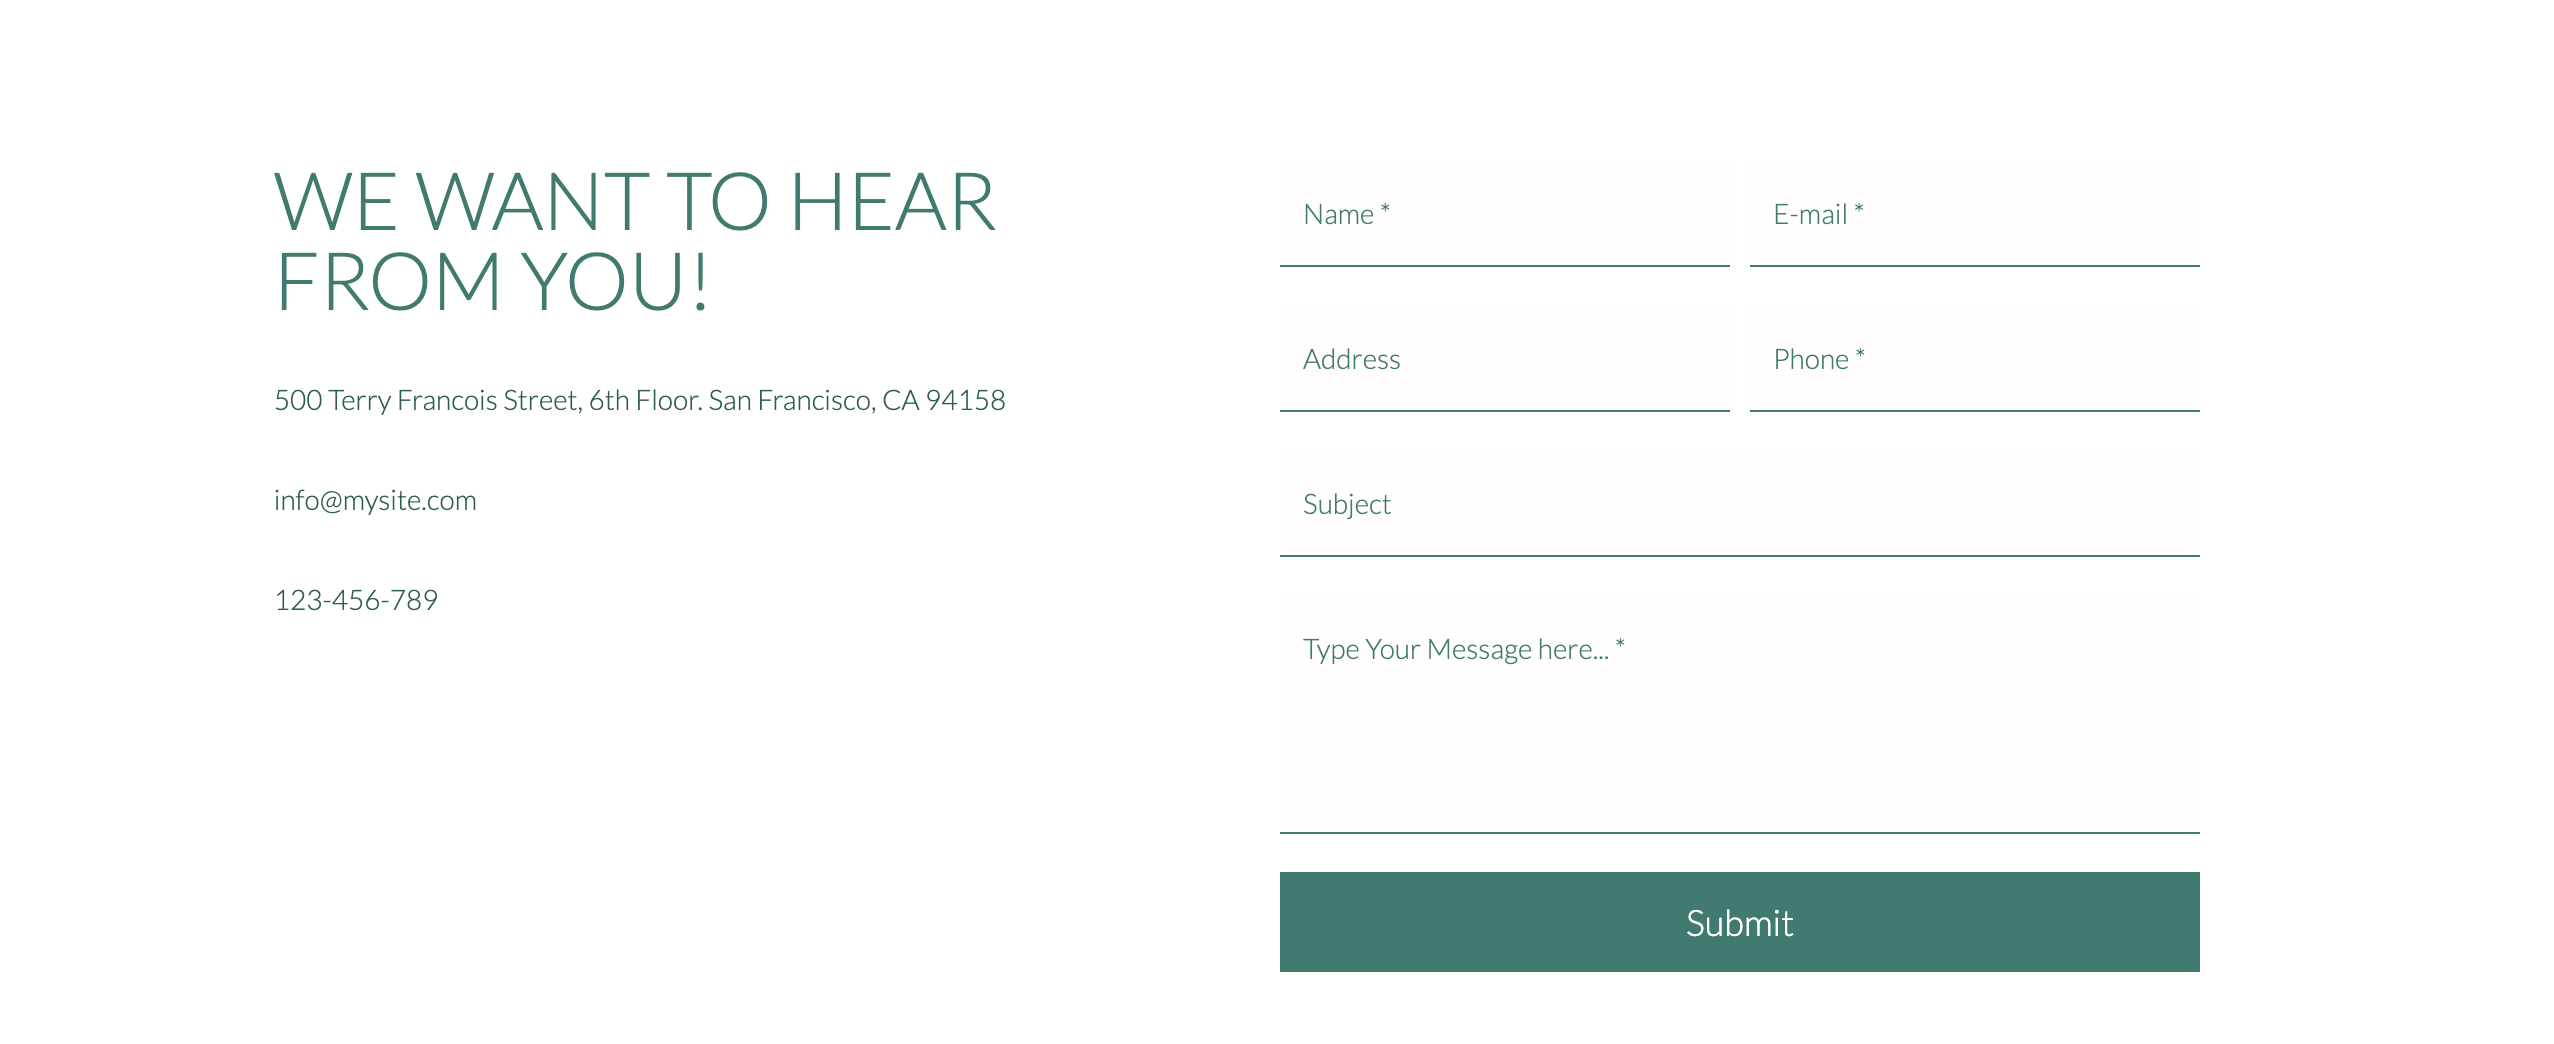 WE WANT TO HEAR
FROM YOU!
500 Terry Francois Street, 6th Floor. San Francisco, CA 94158
info@mysite.com
123-456-789
Name *
E-mail *
Address
Phone *
Subject
Type Your Message here... *
Submit